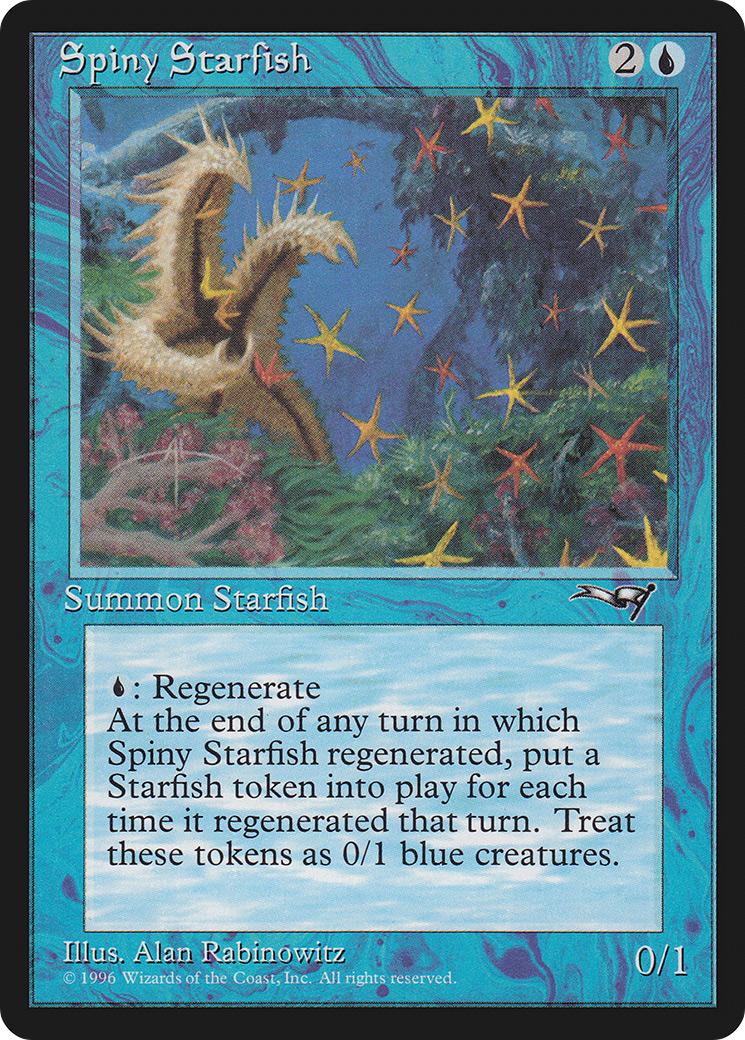 Spiny Starfish
2
: Regenerate
At the end of any turn in which
Spiny Starfish regenerated, put a
Starfish token into play for each
time it regenerated that turn. Treat
these tokens as 0/1 blue creatures.
Summon Starfish
Illus. Alan Rabinowitz
0/1
© 1996 Wizards of the Coast, Inc. All rights reserved.